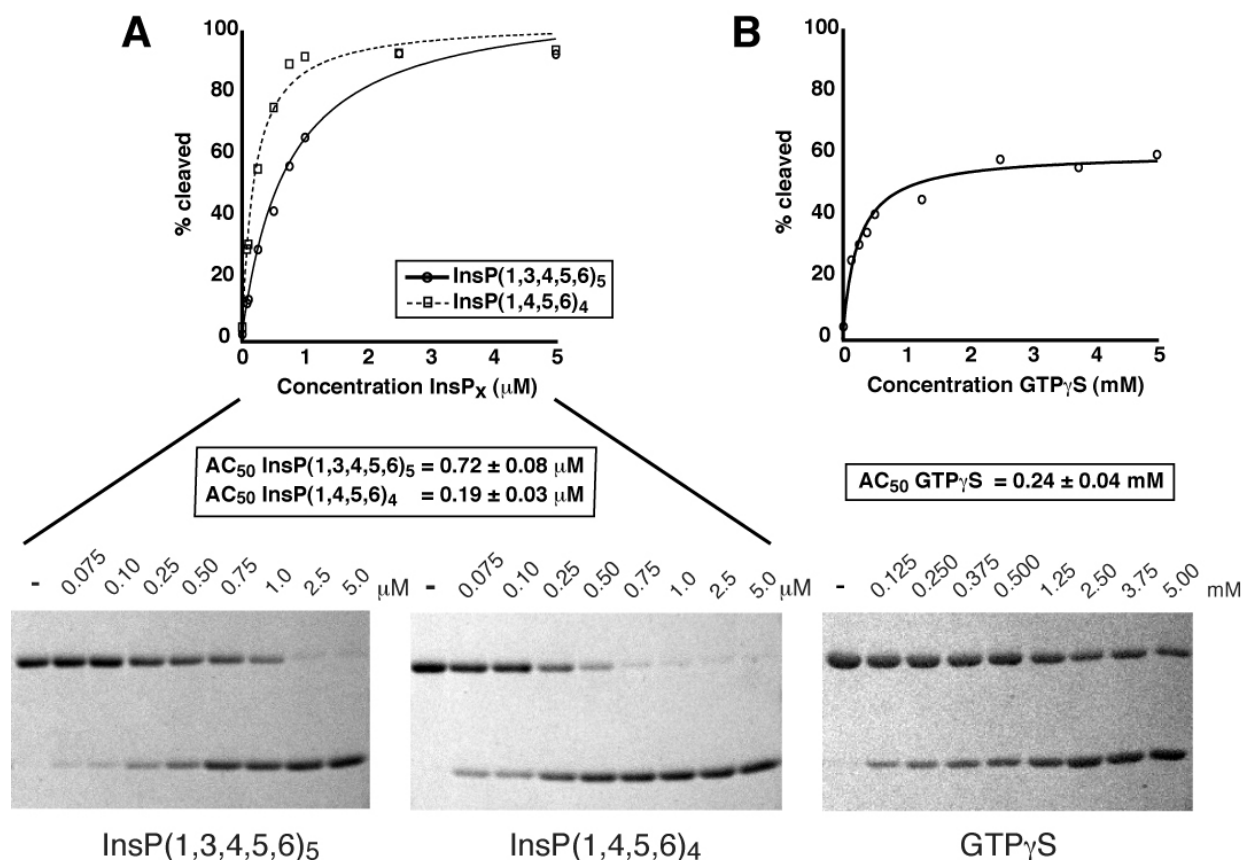 A
100
80
60
40
20
0
% cleaved
0 1 2 3 4 5
Concentration InsPx (μM)
InsP(1,3,4,5,6)5
InsP(1,4,5,6)4
B
100
80
60
40
20
0
% cleaved
0 1 2 3 4 5
Concentration GTPγS (mM)
AC50 InsP(1,3,4,5,6)5 = 0.72 ± 0.08 μM
AC50 InsP(1,4,5,6)4 = 0.19 ± 0.03 μM
AC50 GTPγS = 0.24 ± 0.04 mM
- 0.075 0.10 0.25 0.50 0.75 1.0 2.5 5.0 μM
- 0.075 0.10 0.25 0.50 0.75 1.0 2.5 5.0 μM
- 0.125 0.250 0.375 0.500 1.25 2.50 3.75 5.00 mM
InsP(1,3,4,5,6)5
InsP(1,4,5,6)4
GTPγS